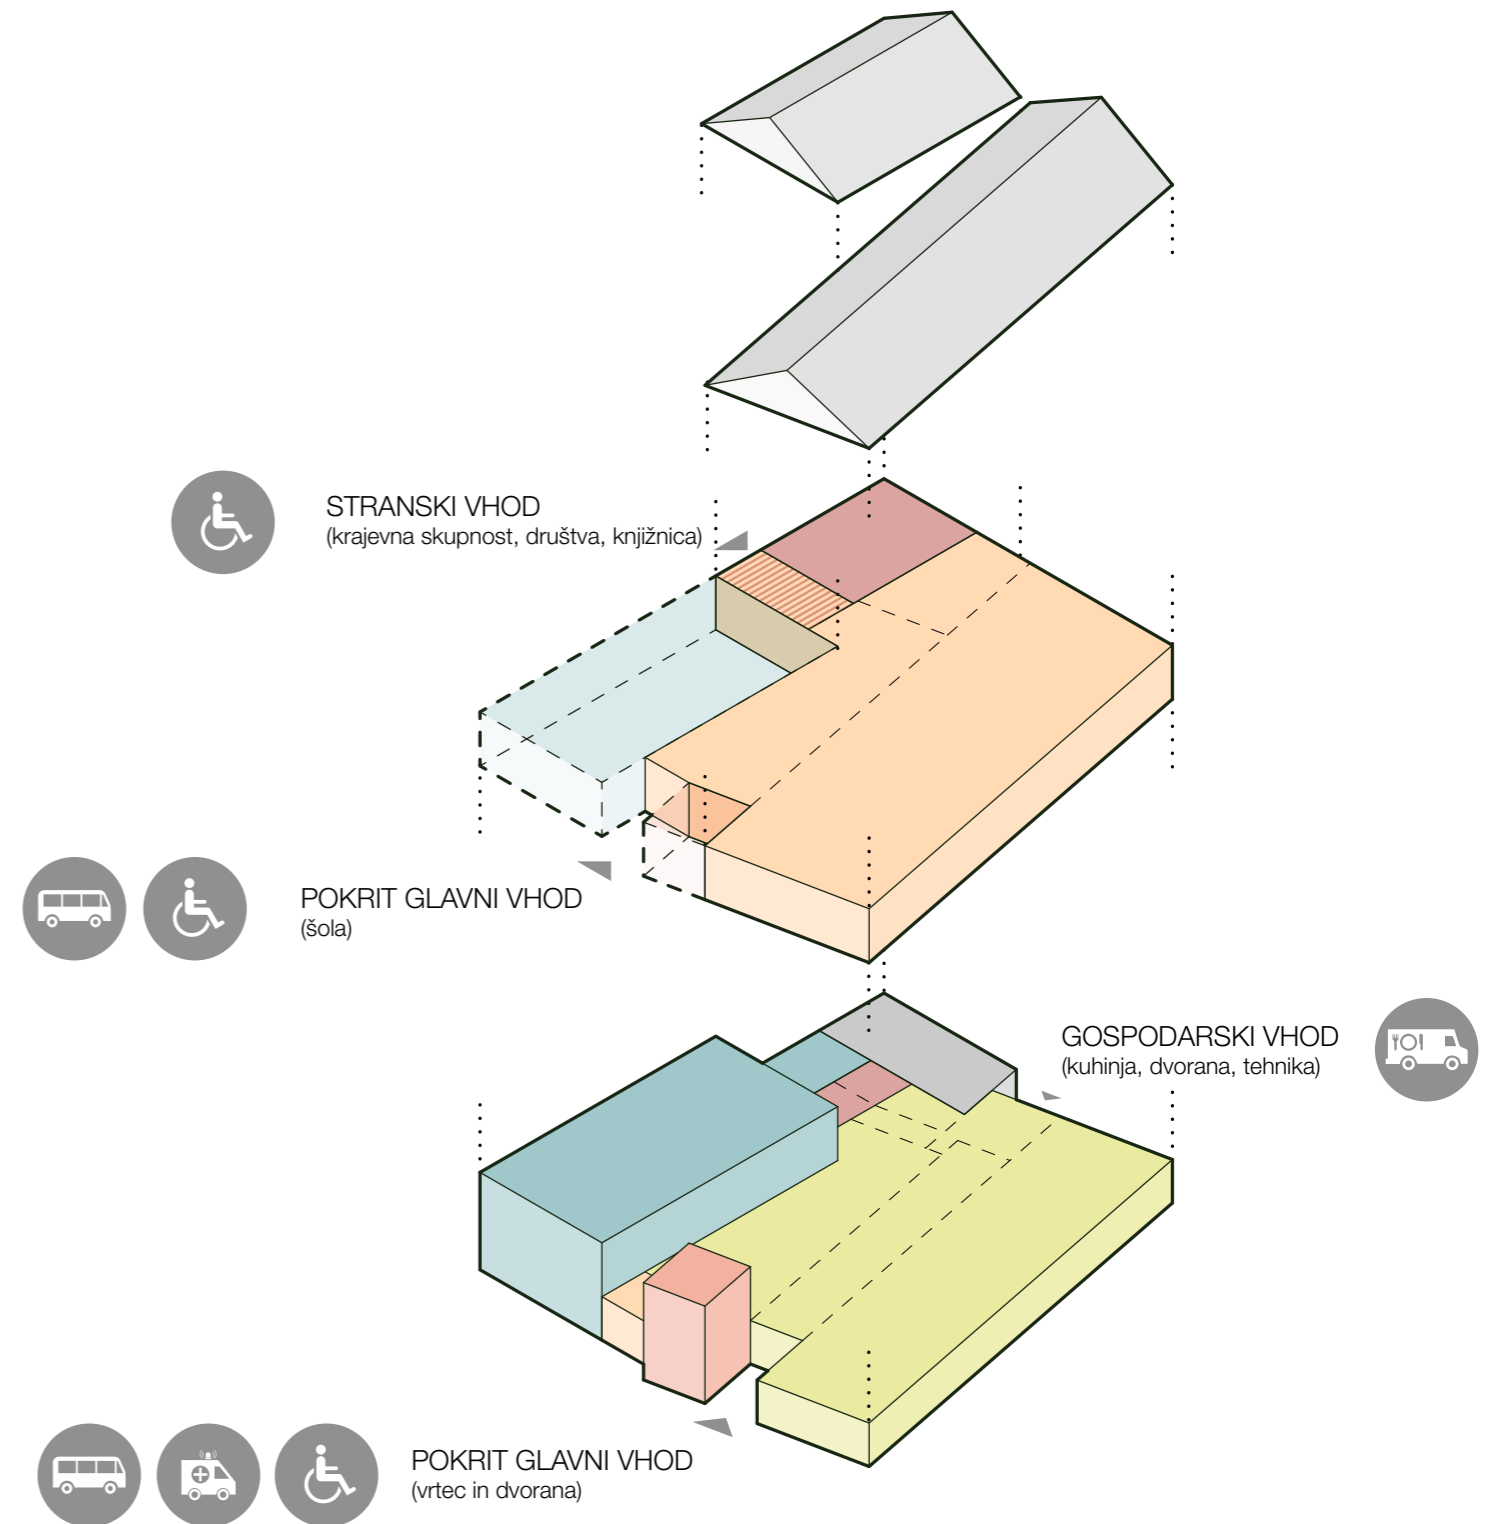 STRANSKI VHOD
(krajevna skupnost, društva, knjižnica)
POKRIT GLAVNI VHOD
(šola)
GOSPODARSKI VHOD
(kuhinja, dvorana, tehnika)
POKRIT GLAVNI VHOD
(vrtec in dvorana)